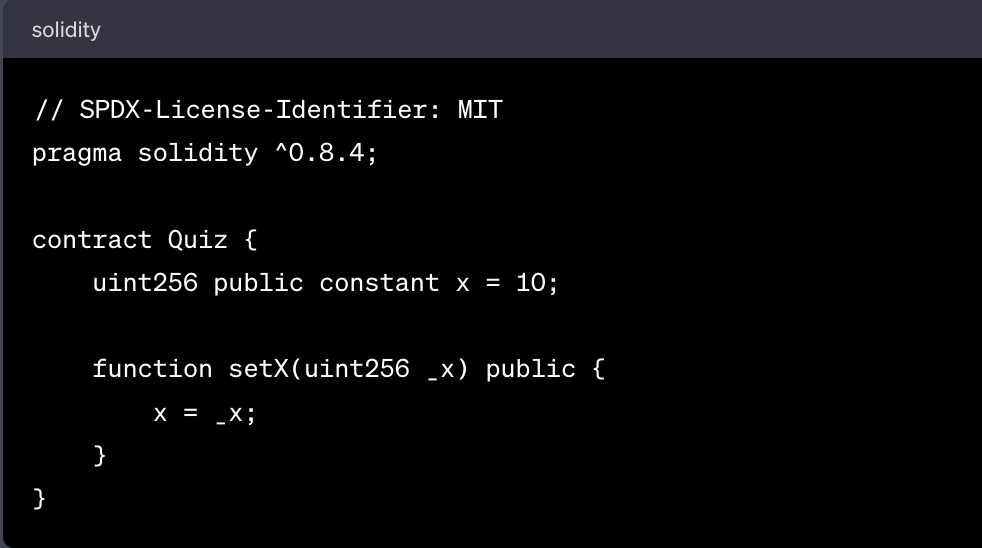 solidity
// SPDX-License-Identifier: MIT
pragma solidity ^0.8.4;
contract Quiz {
    uint256 public constant x = 10;
    function setX(uint256 _x) public {
        x = _x;
    }
}